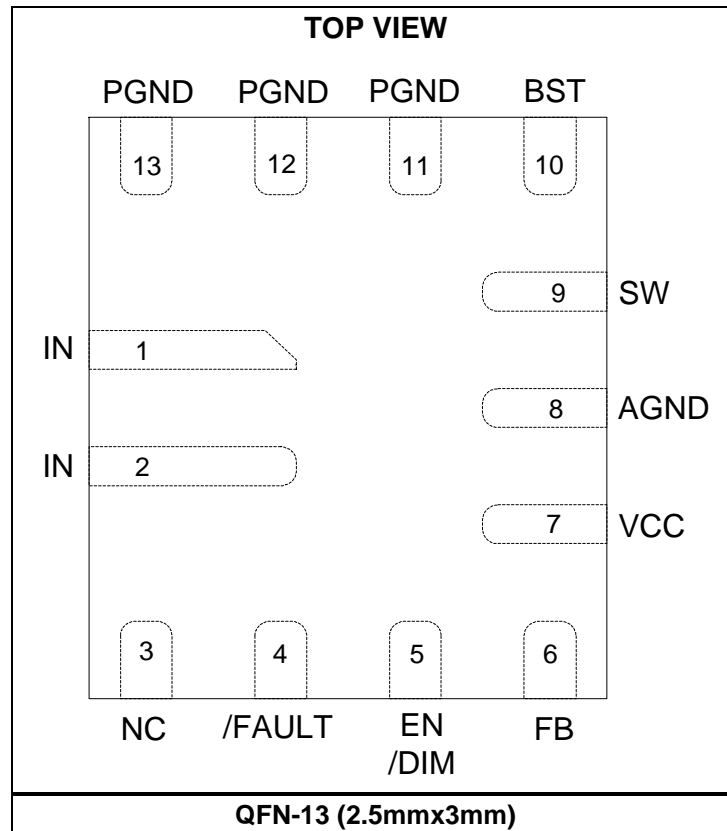 TOP VIEW
PGND PGND PGND BST
13 12 11 10
9 SW
IN 1
8 AGND
IN 2
7 VCC
3 4 5 6
NC /FAULT EN FB
/DIM
QFN-13 (2.5mmx3mm)